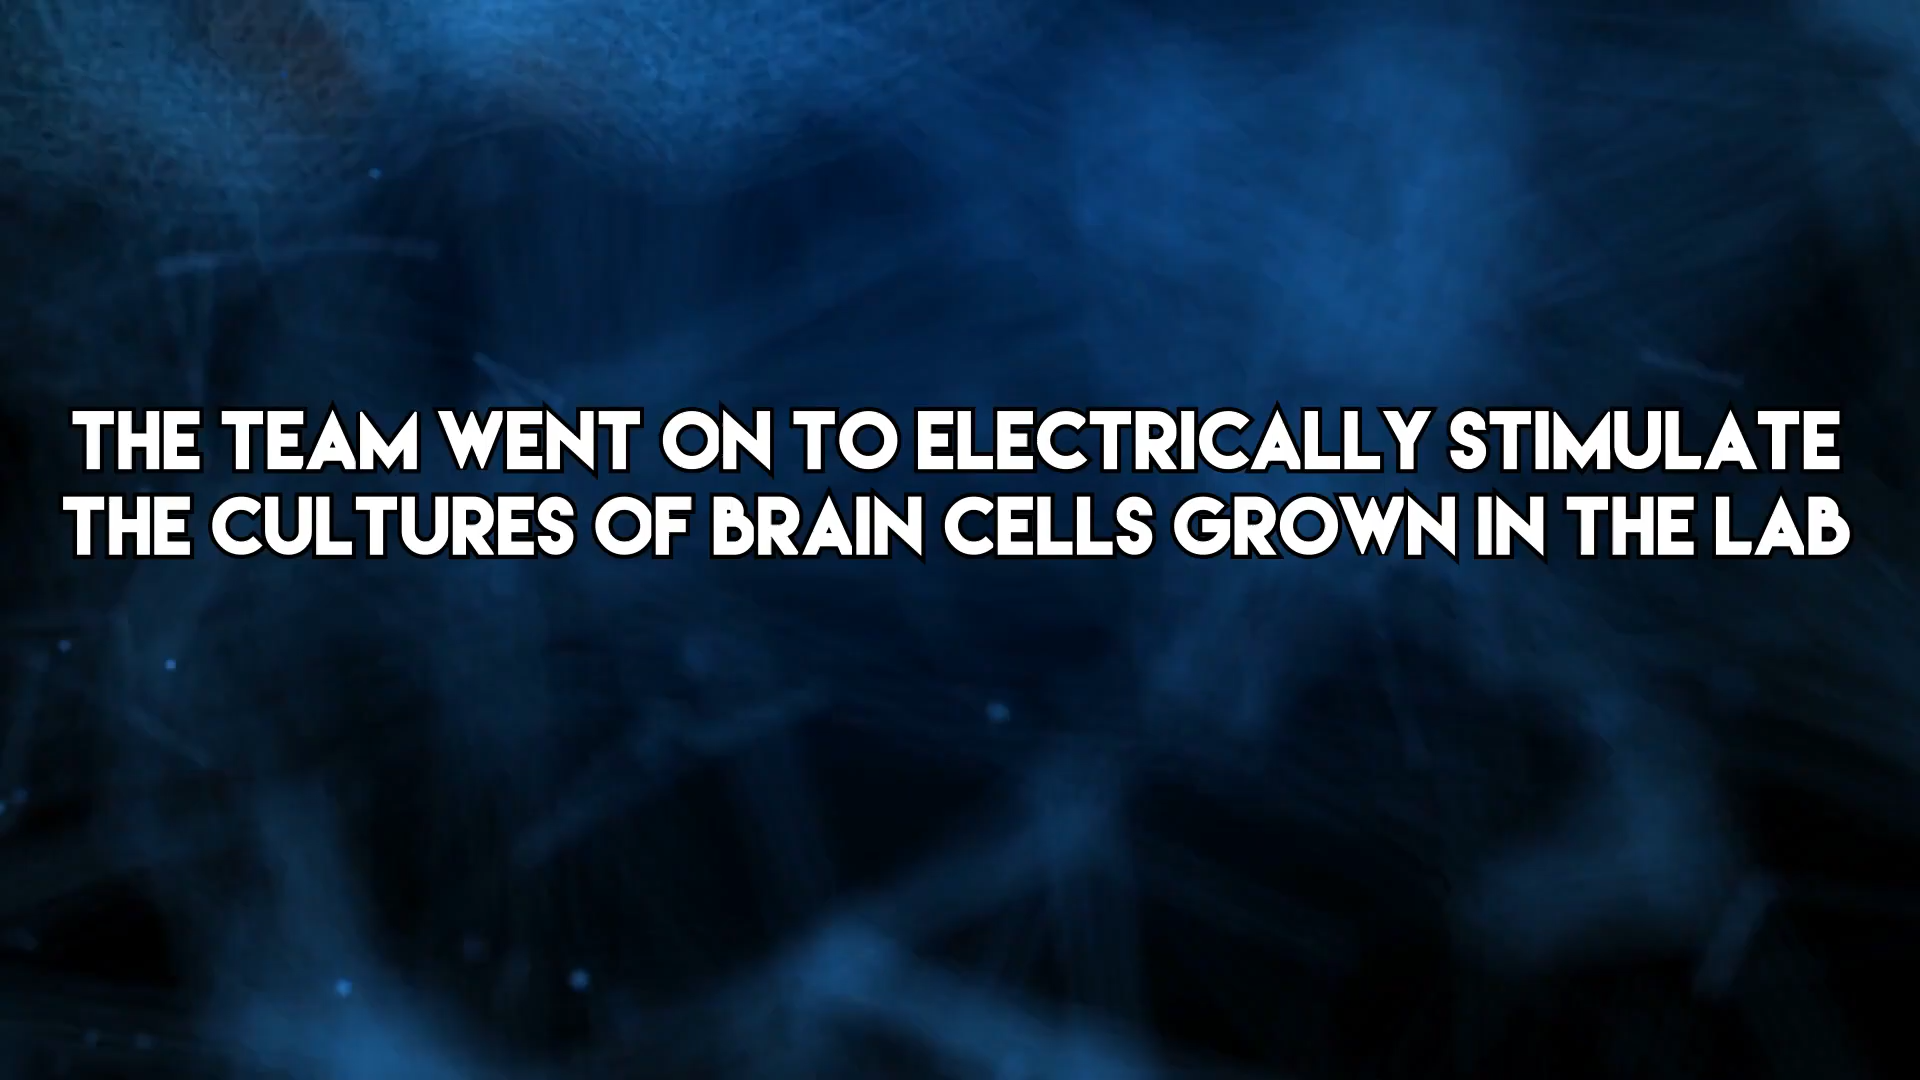 THE TEAM WENT ON TO ELECTRICALLY STIMULATE
THE CULTURES OF BRAIN CELLS GROWN IN THE LAB